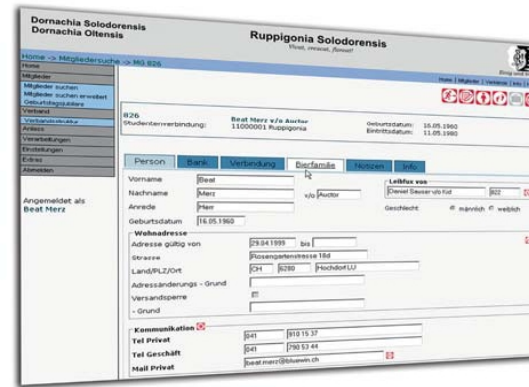 Dornachia Solodorensis
Dornachia Oltensis
Ruppigonia Solodorensis
Vivat, crescat, floreat!
Home -> Mitgliedersuche -> MG 826
Home | Mitglieder | Vereine
Home
Mitglieder
Mitglieder suchen
Mitglieder suchen erweitert
Geburtstagsjubilare
Verband
Verbandsstruktur
Anlass
Verarbeitungen
Einstellungen
Extras
Abmelden
Angemeldet als
Beat Merz
826
Studentenverbindung:
Beat Merz v/o Auctor
11000001 Ruppigonia
Geburtsdatum: 16.05.1960
Eintrittsdatum: 11.05.1980
Person Bank Verbindung Bierfamilie Notizen Info
Vorname Beat
Nachname Merz v/o Auctor
Anrede Herr
Geburtsdatum 16.05.1960
Leibfux von
Daniel Sauser v/o Kid 822
Geschlecht männlich weiblich
Wohnadresse
Adresse gültig von 29.04.1999 bis
Strasse Rosengartenstrasse 18d
Land/PLZ/Ort CH 6280 Hochdorf LU
Adressänderungs - Grund
Versandsperre
- Grund
Kommunikation
Tel Privat 041 910 15 37
Tel Geschäft 041 790 53 44
Mail Privat beat.merz@bluewin.ch